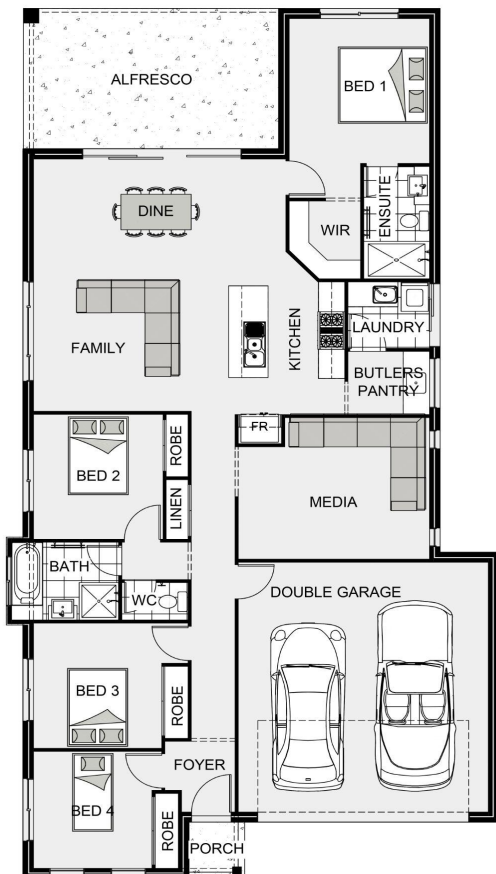 ALFRESCO
BED 1
DINE
WIR
ENSUITE
FAMILY
KITCHEN
LAUNDRY
BUTLERS
PANTRY
FR
BED 2
ROBE
LINEN
MEDIA
BATH
WC
DOUBLE GARAGE
BED 3
ROBE
FOYER
BED 4
ROBE
PORCH